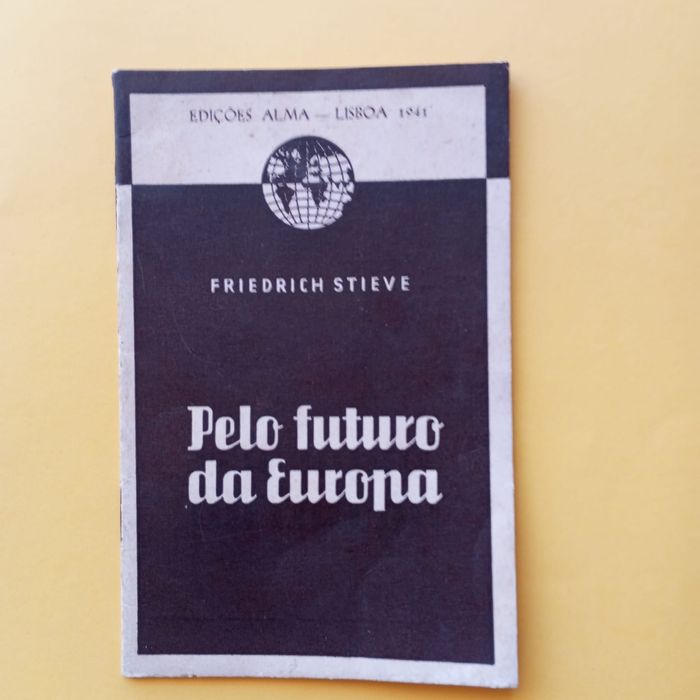 EDIÇÕES ALMA — LISBOA 1941
FRIEDRICH STIEVE
Pelo futuro
da Europa